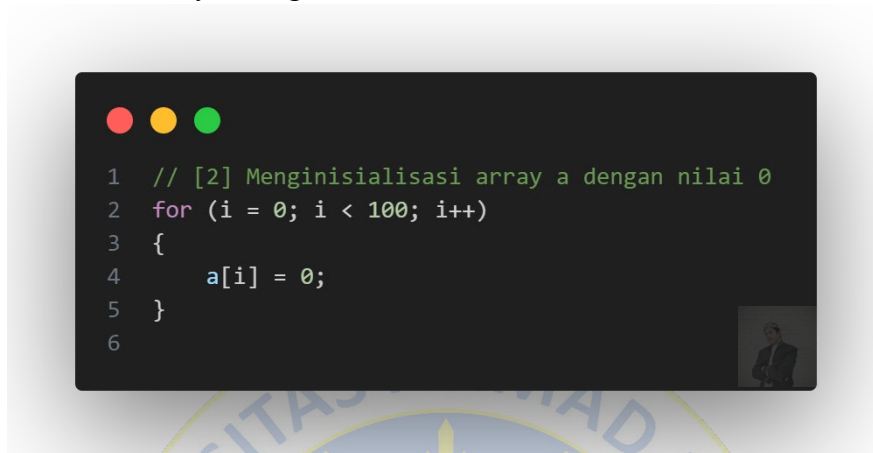 1 // [2] Menginisialisasi array a dengan nilai 0
2 for (i = 0; i < 100; i++)
3 {
4     a[i] = 0;
5 }
6